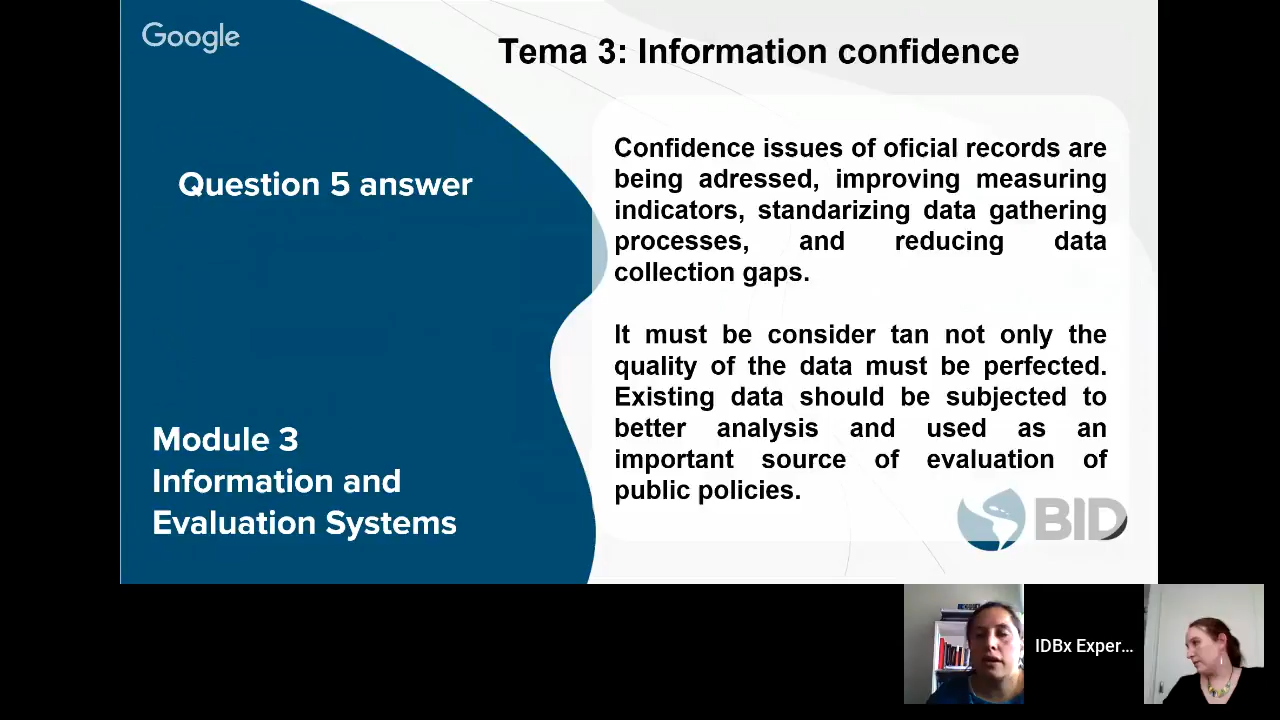 Google
Tema 3: Information confidence
Question 5 answer
Confidence issues of oficial records are
being adressed, improving measuring
indicators, standarizing data gathering
processes, and reducing data
collection gaps.
It must be consider tan not only the
quality of the data must be perfected.
Existing data should be subjected to
better analysis and used as an
important source of evaluation of
public policies.
Module 3
Information and
Evaluation Systems
BID
IDBx Exper...